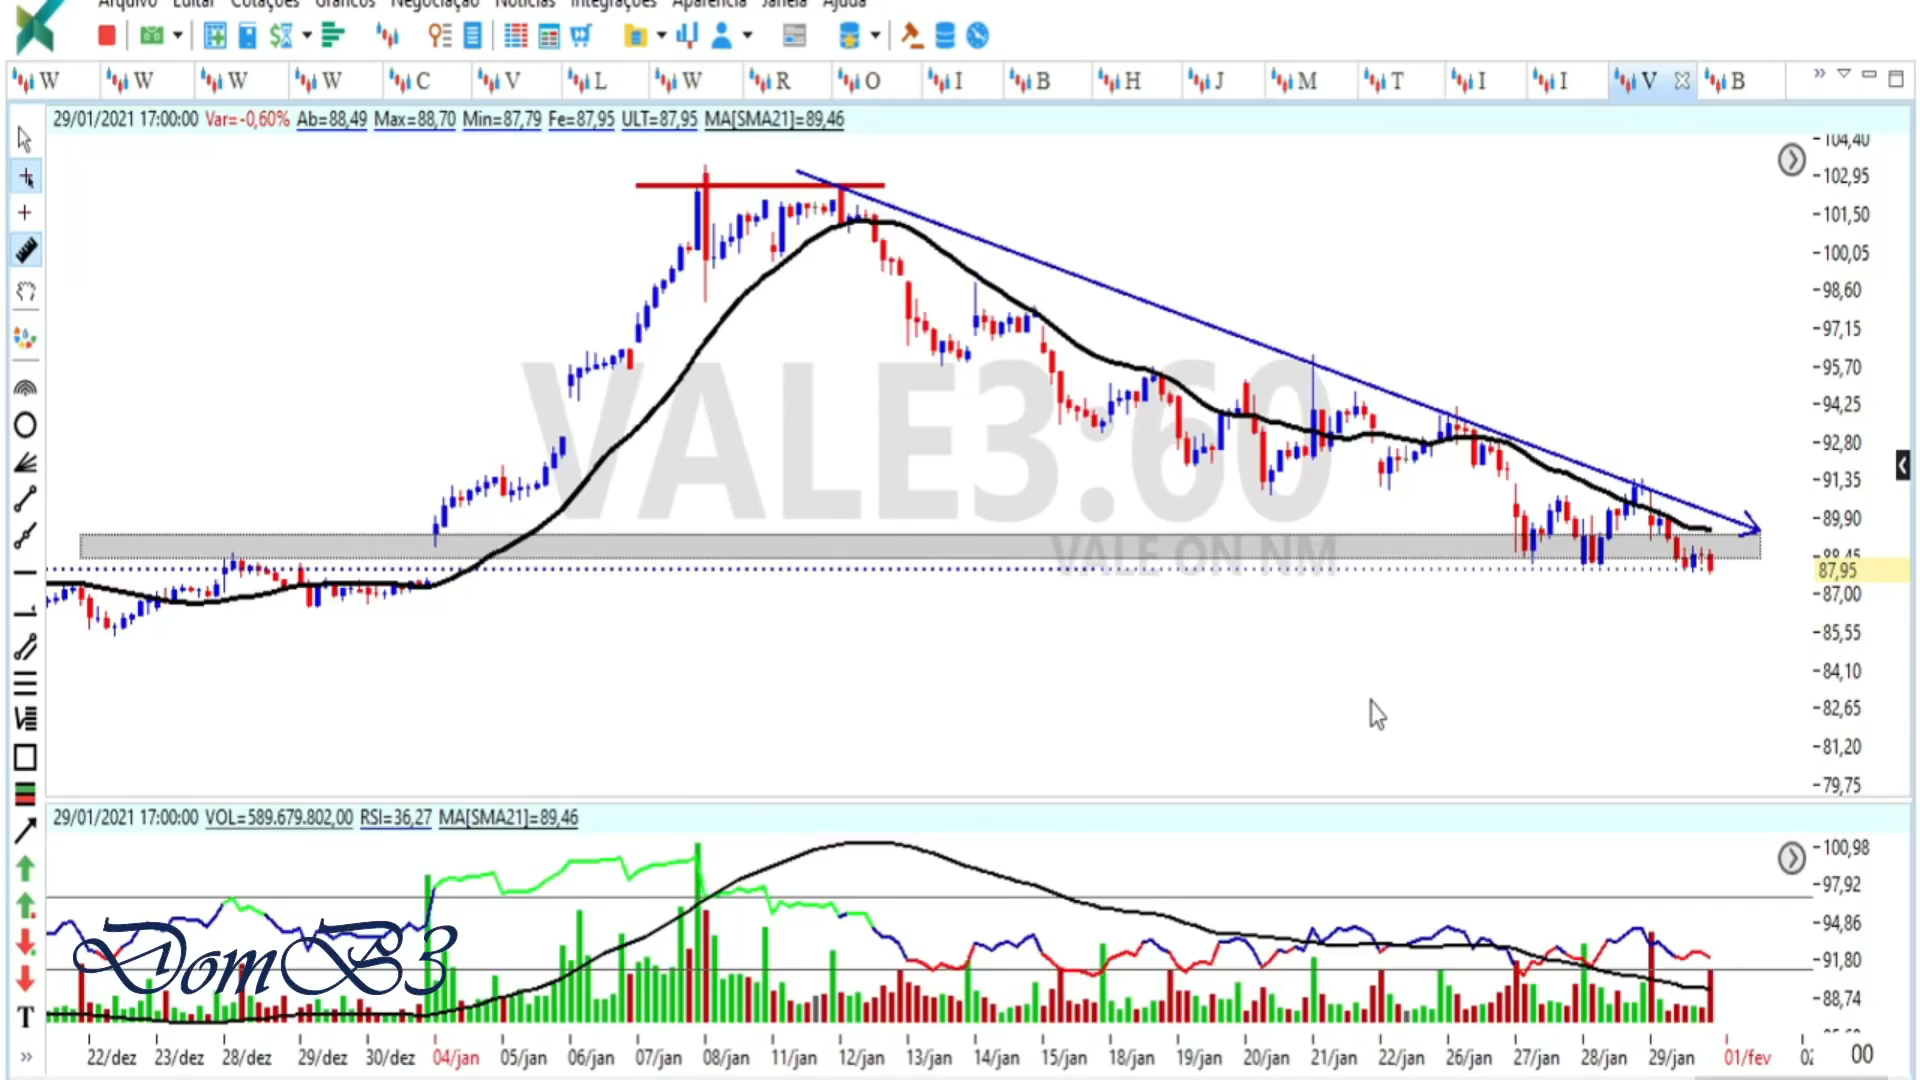 Arquivo Editar Cotações Gráficos Negociação Notícias Integrações Aparência Janela Ajuda
W W W W C V L W R O I B H J M T I I V B
29/01/2021 17:00:00 Var=-0,60% Ab=88,49 Max=88,70 Min=87,79 Fe=87,95 ULT=87,95 MA[SMA21]=89,46
104,40
102,95
101,50
100,05
98,60
97,15
95,70
94,25
92,80
91,35
89,90
88,45
87,95
87,00
85,55
84,10
82,65
81,20
79,75
VALE3:60
VALE ON NM
29/01/2021 17:00:00 VOL=589.679.802,00 RSI=36,27 MA[SMA21]=89,46
100,98
97,92
94,86
91,80
88,74
DomB3
T
22/dez 23/dez 28/dez 29/dez 30/dez 04/jan 05/jan 06/jan 07/jan 08/jan 11/jan 12/jan 13/jan 14/jan 15/jan 18/jan 19/jan 20/jan 21/jan 22/jan 26/jan 27/jan 28/jan 29/jan 01/fev 00